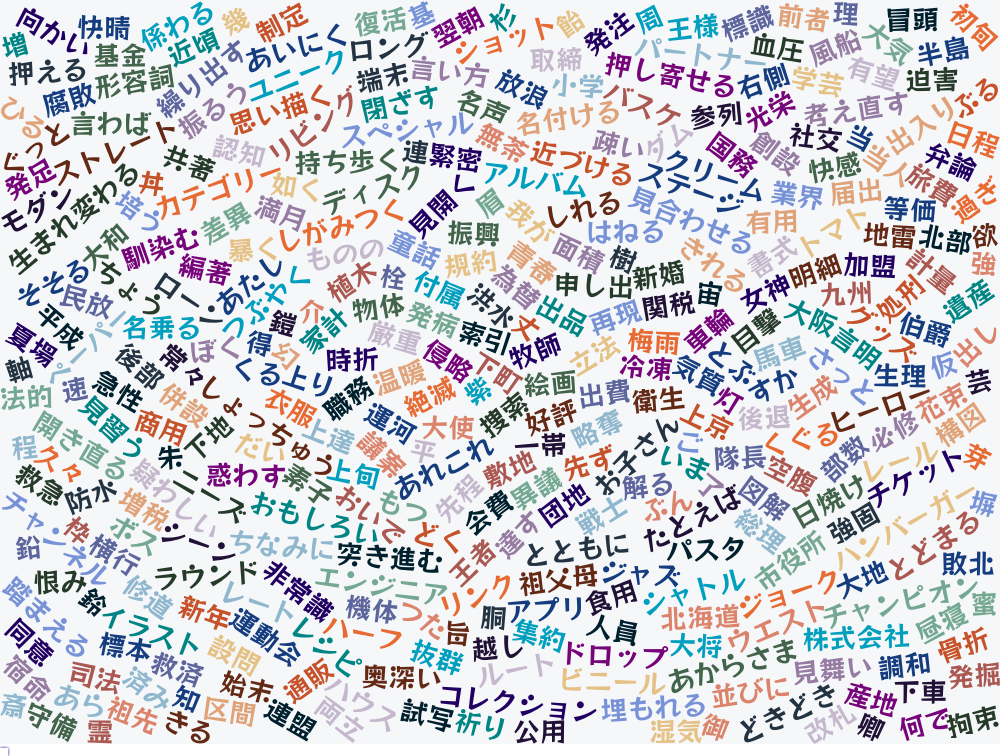 向かい
快晴
係わる
幾
制定
復活
基
翌朝
杉
ショット
飴
発注
周
王様
標識
前者
理
冒頭
初旬
増
基金
近頃
あいにく
ロング
取締
パートナー
血圧
風船
大気
半島
押える
形容詞
繰り出す
ユニーク
端末
言い方
放浪
小学
押し寄せる
右側
学芸
有望
迫害
腐敗
振るう
思い描く
閉ざす
名声
名付ける
バスケ
参列
光栄
考え直す
出入り
ぶる
ひるっと
言わば
リビング
スペシャル
無茶
疎い
ダム
国務
創設
社交
当
当人
弁論
日程
ぐっと
ストレート
共著
認知
持ち歩く
連
緊密
近づける
クリーム
快感
発足
丼
カテゴリー
如く
ディスク
見開く
アルバム
ステージ
業界
届出
旅費
過ぎ
モダン
生まれ変わる
培う
差異
満月
しがみつく
盾
我が
しれる
見合わせる
有用
トマト
等価
大和
馴染む
暴く
ものの
童話
振興
はねる
きれる
書式
地雷
北部
欲
そそる
ちょう
編著
ローン
あたし
植木
栓
規約
青春
面積
樹
新婚
明細
加盟
計量
強
民放
つぶやく
介
物体
付属
洪水
為替
申し出
関税
宙
女神
九州
処刑
遺産
平成
名乗る
鎧
家計
発病
索引
丈
出品
再現
車輪
目撃
大阪
言明
グッズ
伯爵
夏場
ペーパー
後部
常々
ぼく
得
匂
時折
厳重
侵略
下町
牧師
立法
梅雨
冷凍
気質
とぶ
馬車
さっと
生理
仮
出し
軸
速
急性
くる
上り
職務
温暖
絶滅
紫
絵画
出費
衛生
灯
すか
生成
ヒーロー
芸
法的
見習う
併設
しょっちゅう
衣服
運河
大使
捜索
好評
略奪
上京
後退
くぐる
必修
花束
構図
開き直る
商用
下地
だい
上達
議案
平
一帯
お子さん
ご
隊長
空腹
部数
レール
芽
程
久々
朱
惑わす
素子
上旬
あれこれ
敷地
先ず
いま
図解
日焼け
チケット
救急
防水
疑わしい
ニーズ
おいで
もつ
先程
異議
解る
たとえば
強固
ハンバーガー
塀
チャーンネル
枠
増税
ボス
シーン
おもしろい
どく
会費
団地
ぶん
総理
市役所
とどまる
鉛
横行
ちなみに
突き進む
王者
達す
戦士
パスタ
大地
敗北
恨み
修道
ラウンド
非常識
エンジニア
とともに
ジャズ
シャトル
ジョーク
チャンピオン
蜜
踏まえる
鈴
新年
レート
機体
リンク
祖父母
食用
北海道
ウエスト
昼寝
イラスト
運動会
レシピ
ハーフ
つた
旨
胴
アプリ
人員
大将
株式会社
骨折
同意
標本
救済
設問
抜群
越し
集約
ドロップ
あからさま
見舞い
調和
発掘
宿命
司法
済み
知
始末
通販
奥深い
ルート
ビニール
並びに
産地
下車
斎
守備
あら
祖先
区間
連盟
ハウス
両立
試写
コレクション
埋もれる
どきどき
改札
卿
何で
拘束
霊
きる
祈り
公用
湿気
御